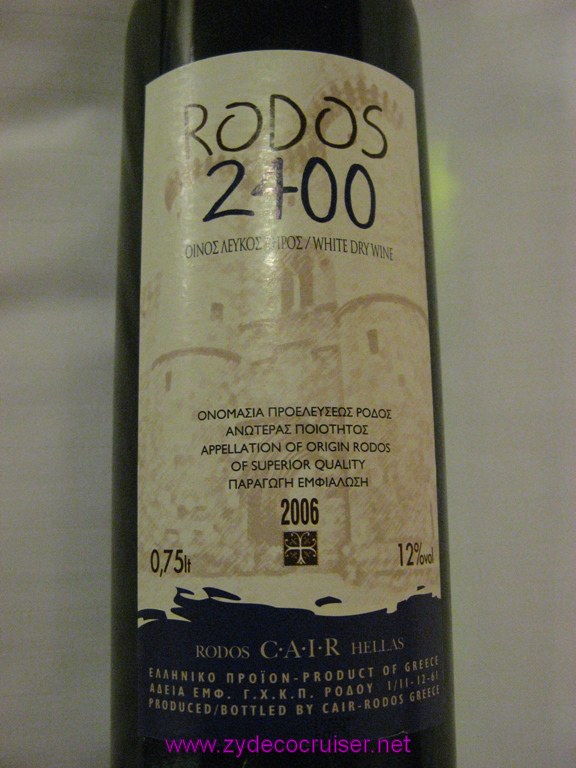 RODOS
2400
ΟΙΝΟΣ ΛΕΥΚΟΣ ΞΗΡΟΣ / WHITE DRY WINE
ΟΝΟΜΑΣΙΑ ΠΡΟΕΛΕΥΣΕΩΣ ΡΟΔΟΣ
ΑΝΩΤΕΡΑΣ ΠΟΙΟΤΗΤΟΣ
APPELLATION OF ORIGIN RODOS
OF SUPERIOR QUALITY
ΠΑΡΑΓΩΓΗ ΕΜΦΙΑΛΩΣΗ
2006
0,75lt 12%vol
RODOS C·A·I·R HELLAS
ΕΛΛΗΝΙΚΟ ΠΡΟΪΟΝ-PRODUCT OF GREECE
ΑΔΕΙΑ ΕΜΦ. Γ.Χ.Κ.Π. ΡΟΔΟΥ 1/11-12-61
PRODUCED/BOTTLED BY CAIR-RODOS GREECE
www.zydecocruiser.net